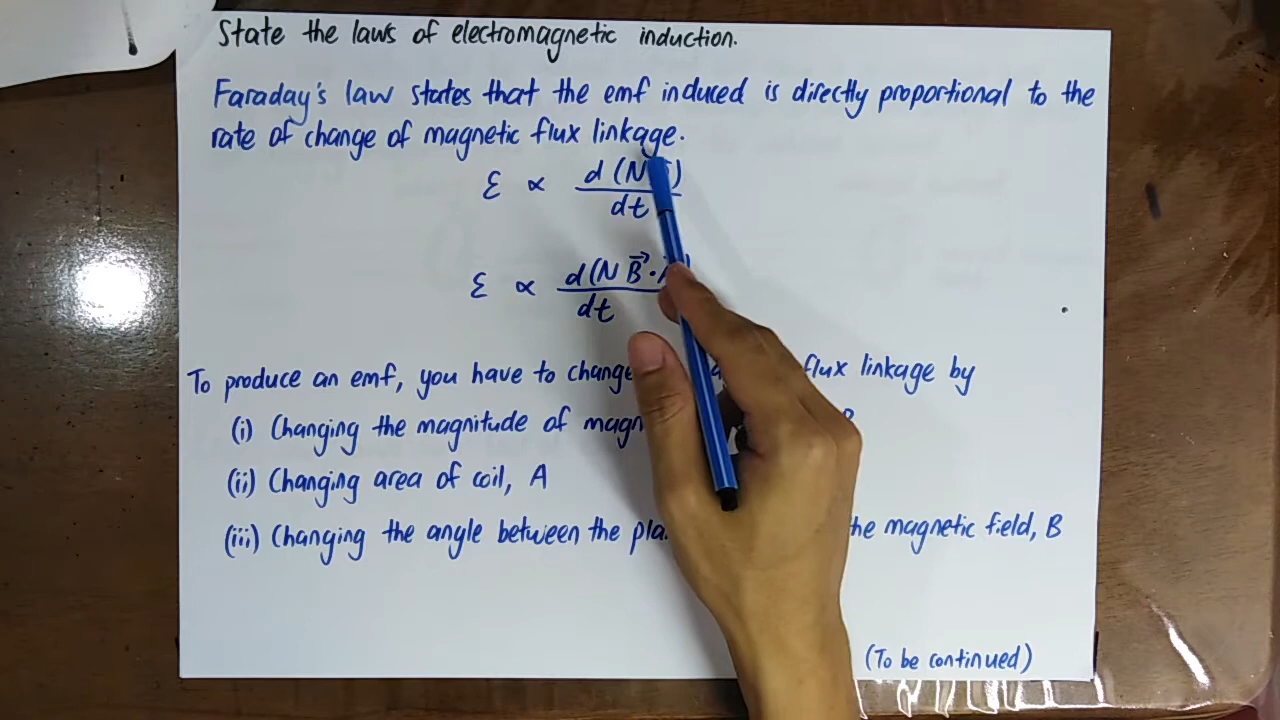 State the laws of electromagnetic induction.
Faraday's law states that the emf induced is directly proportional to the
rate of change of magnetic flux linkage.
ε ∝ d(N
dt
ε ∝ d(N B⃗ ·
dt
To produce an emf, you have to change flux linkage by
(i) Changing the magnitude of
(ii) Changing area of coil, A
(iii) Changing the angle between the magnetic field, B
(To be continued)